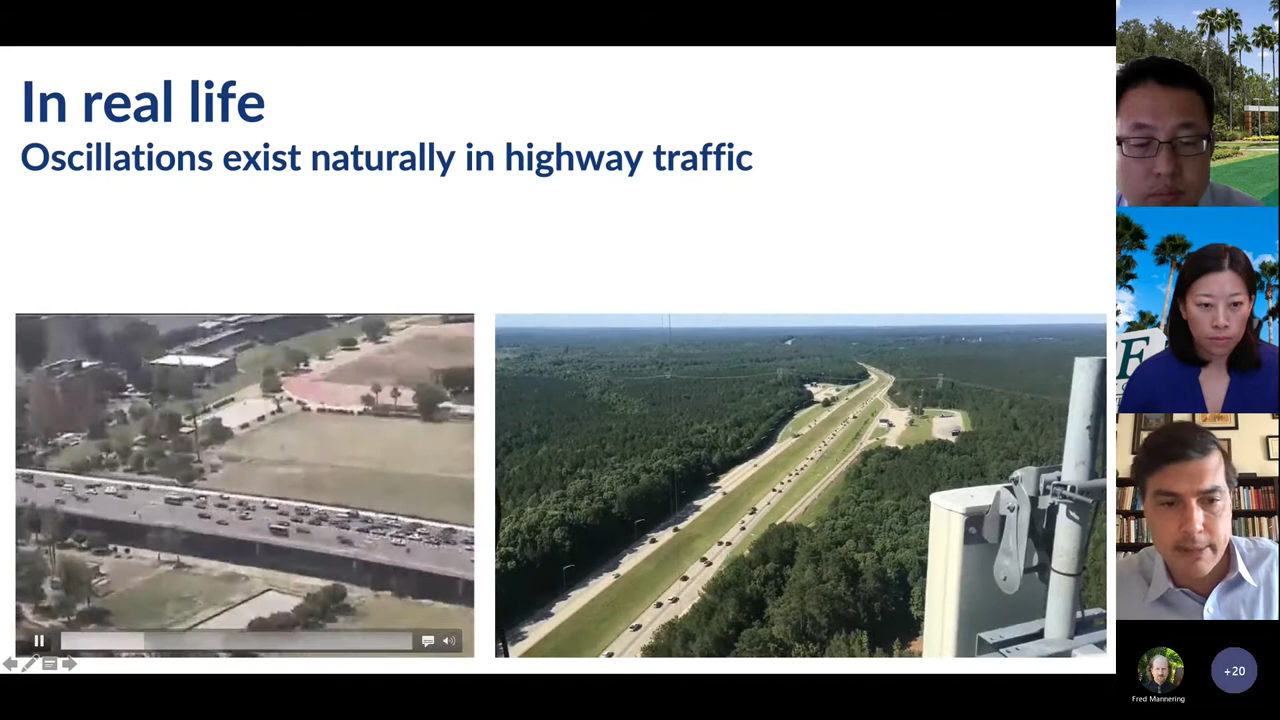 In real life
Oscillations exist naturally in highway traffic
F
Fred Mannering
+20